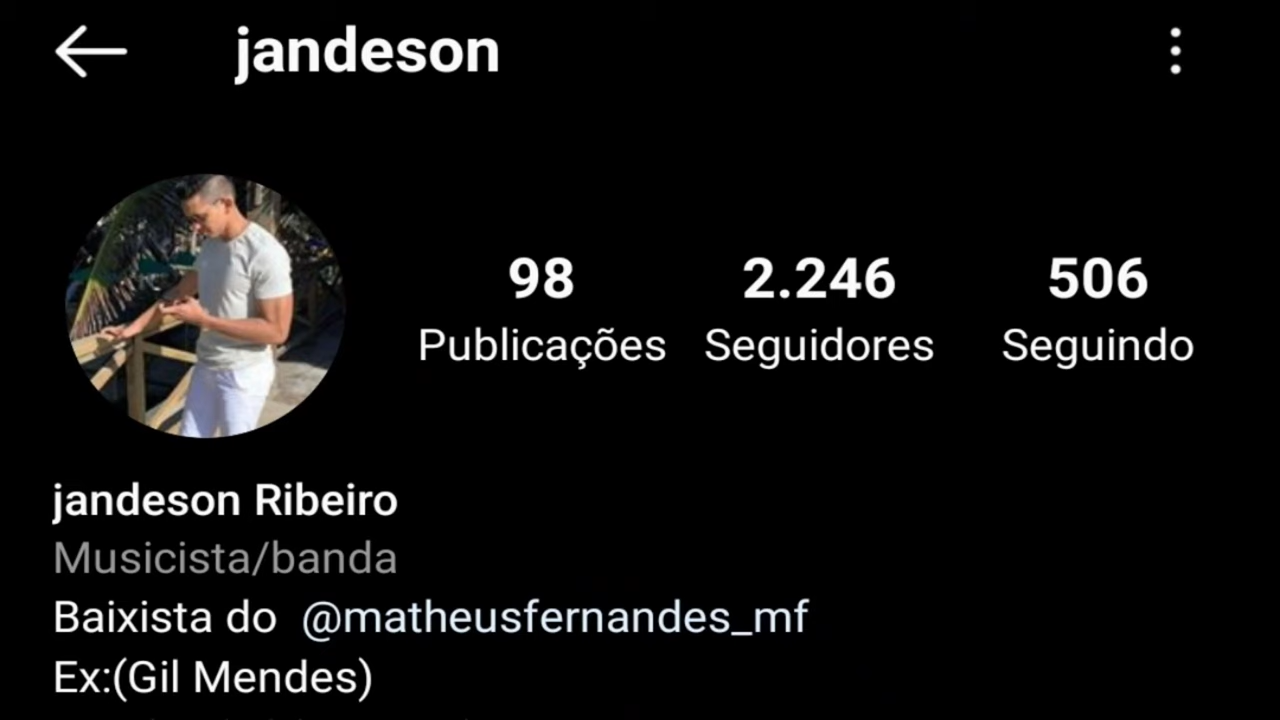 jandeson
98 2.246 506
Publicações Seguidores Seguindo
jandeson Ribeiro
Musicista/banda
Baixista do @matheusfernandes_mf
Ex:(Gil Mendes)